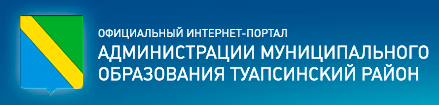 ОФИЦИАЛЬНЫЙ ИНТЕРНЕТ-ПОРТАЛ
АДМИНИСТРАЦИИ МУНИЦИПАЛЬНОГО
ОБРАЗОВАНИЯ ТУАПСИНСКИЙ РАЙОН